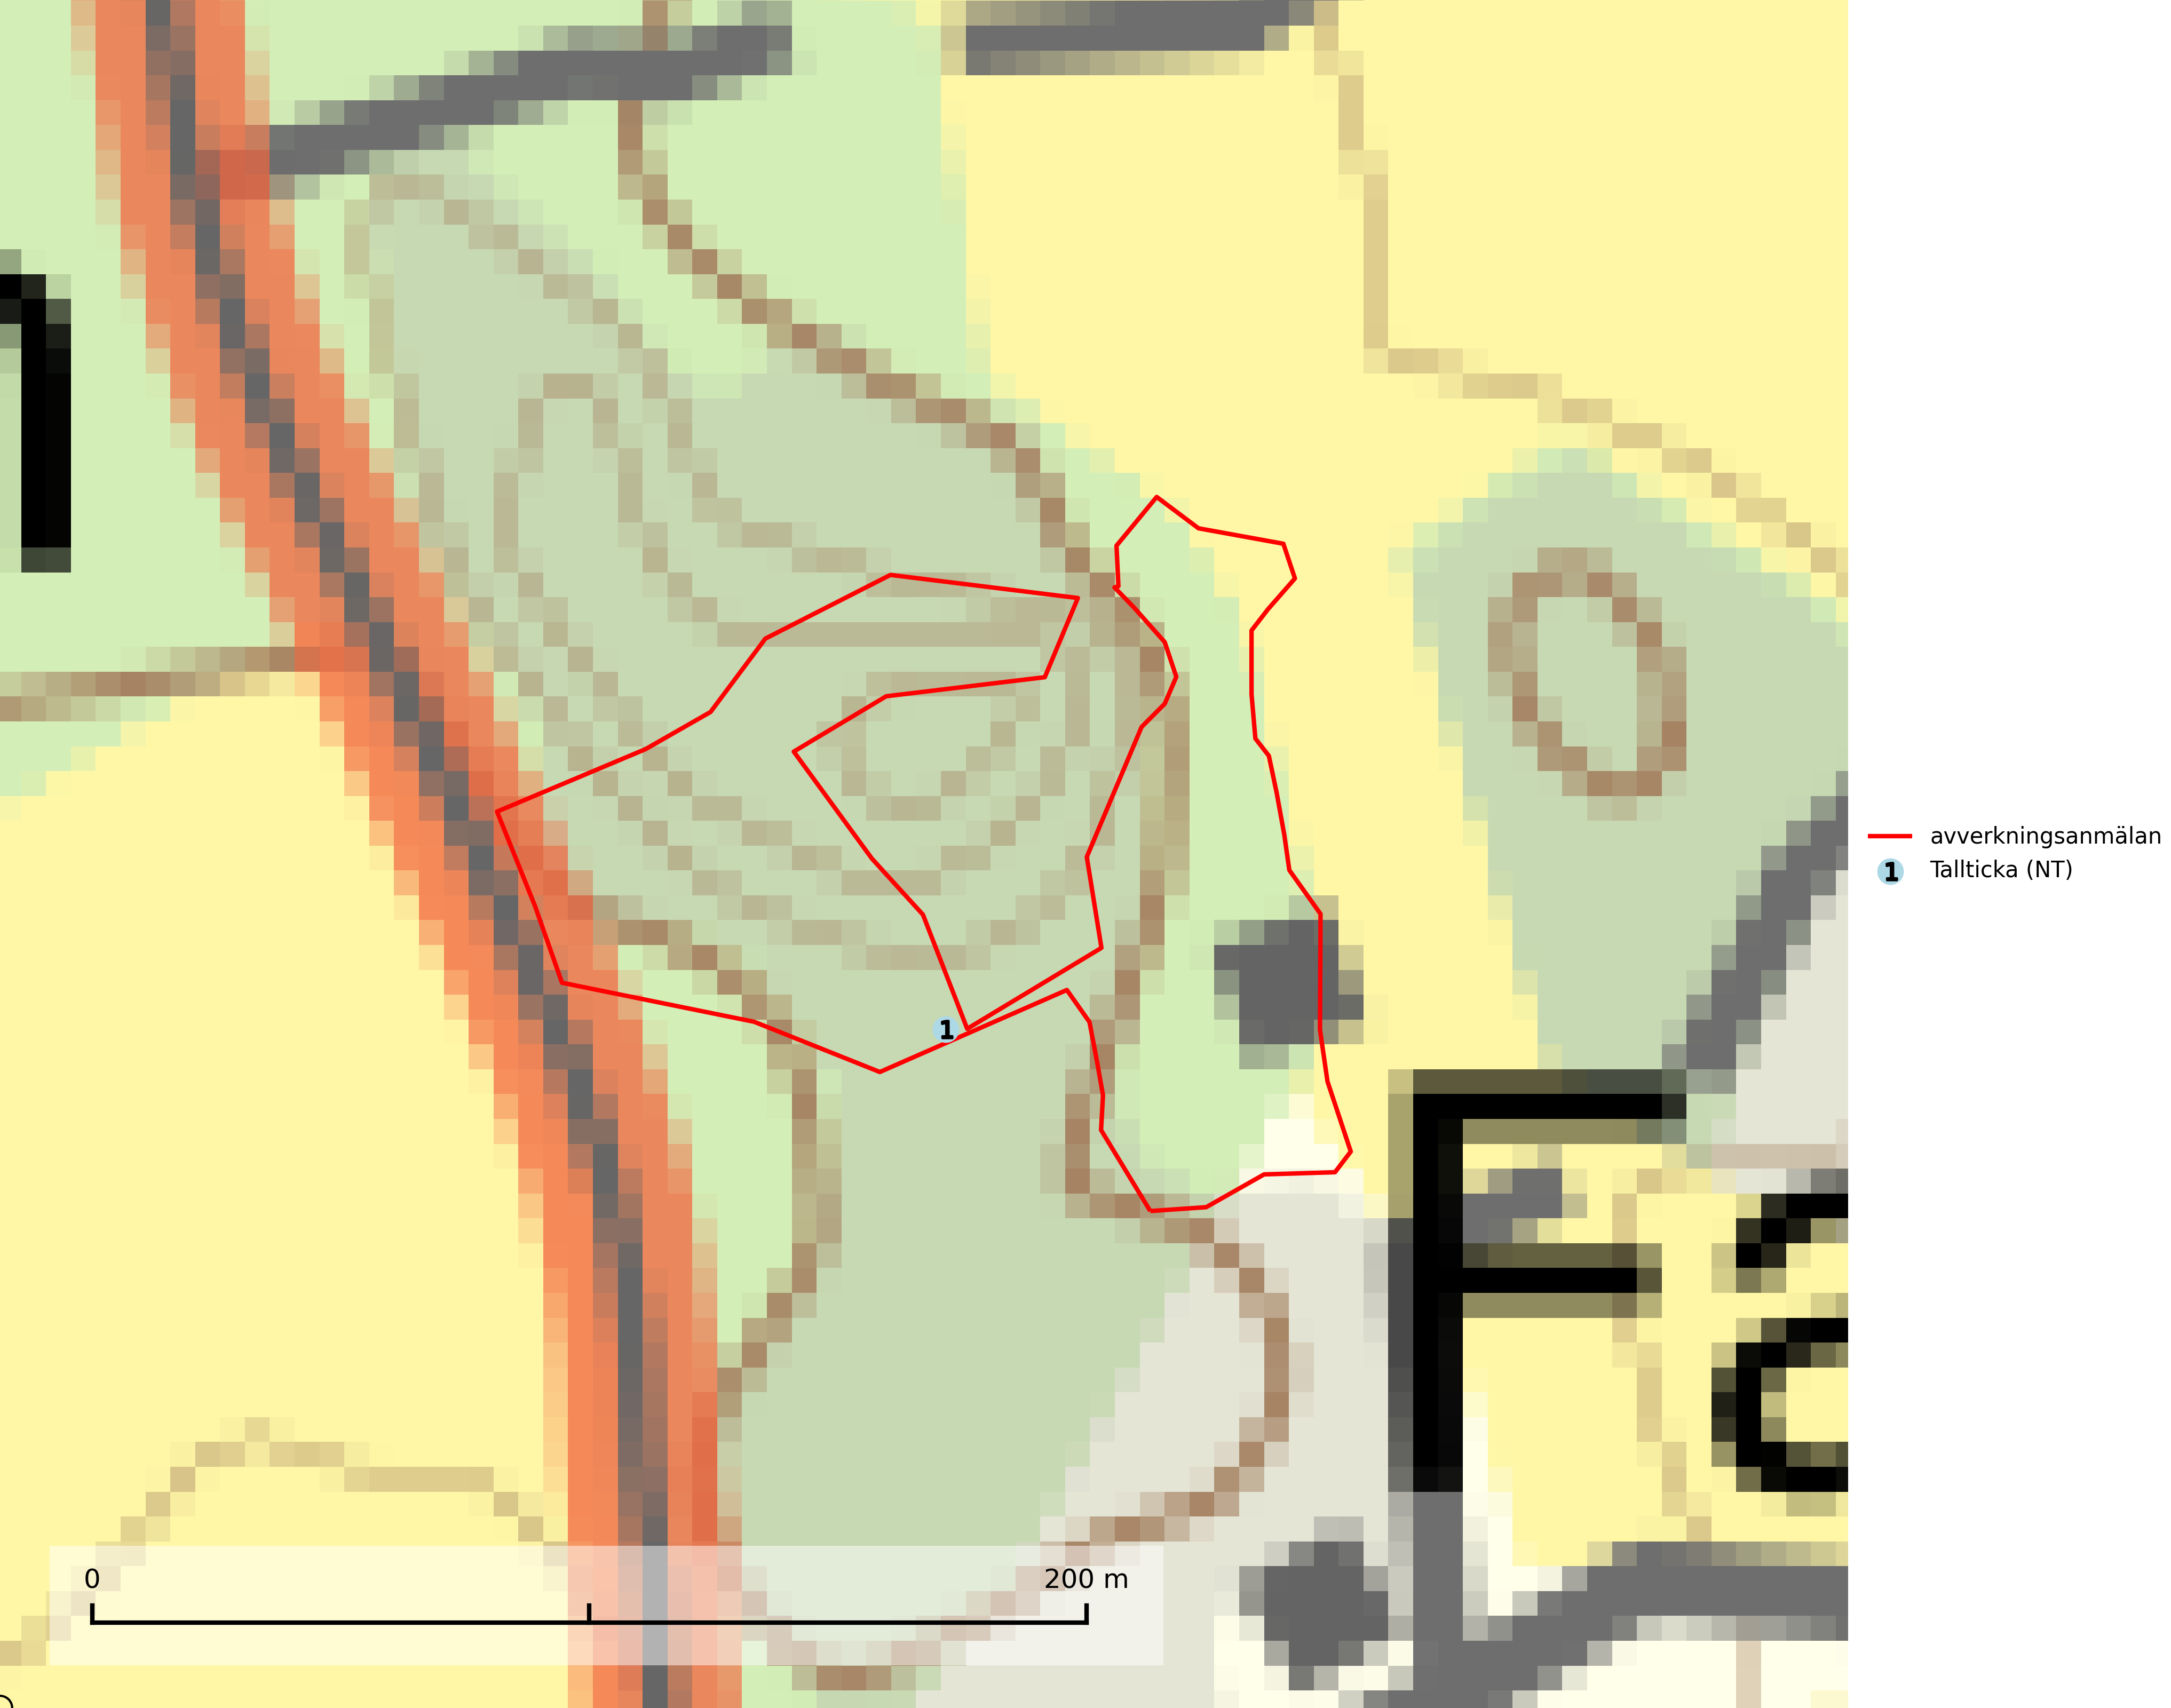 avverkningsanmälan
1 Tallticka (NT)
1
F
0 200 m